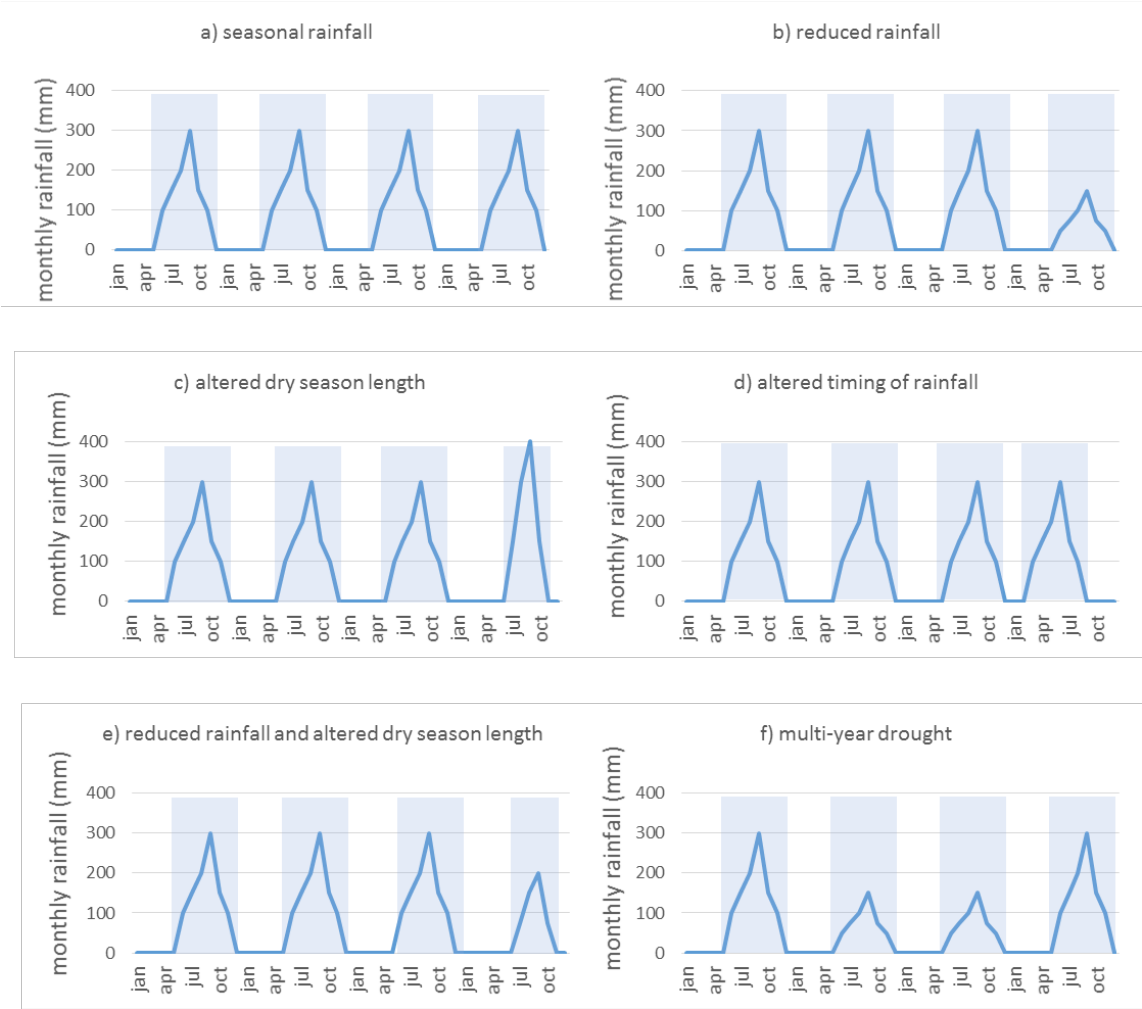 a) seasonal rainfall
monthly rainfall (mm)
400
300
200
100
0
jan
apr
jul
oct
jan
apr
jul
oct
jan
apr
jul
oct
jan
apr
jul
oct
b) reduced rainfall
monthly rainfall (mm)
400
300
200
100
0
jan
apr
jul
oct
jan
apr
jul
oct
jan
apr
jul
oct
jan
apr
jul
oct
c) altered dry season length
monthly rainfall (mm)
400
300
200
100
0
jan
apr
jul
oct
jan
apr
jul
oct
jan
apr
jul
oct
jan
apr
jul
oct
d) altered timing of rainfall
monthly rainfall (mm)
400
300
200
100
0
jan
apr
jul
oct
jan
apr
jul
oct
jan
apr
jul
oct
jan
apr
jul
oct
e) reduced rainfall and altered dry season length
monthly rainfall (mm)
400
300
200
100
0
jan
apr
jul
oct
jan
apr
jul
oct
jan
apr
jul
oct
jan
apr
jul
oct
f) multi-year drought
monthly rainfall (mm)
400
300
200
100
0
jan
apr
jul
oct
jan
apr
jul
oct
jan
apr
jul
oct
jan
apr
jul
oct